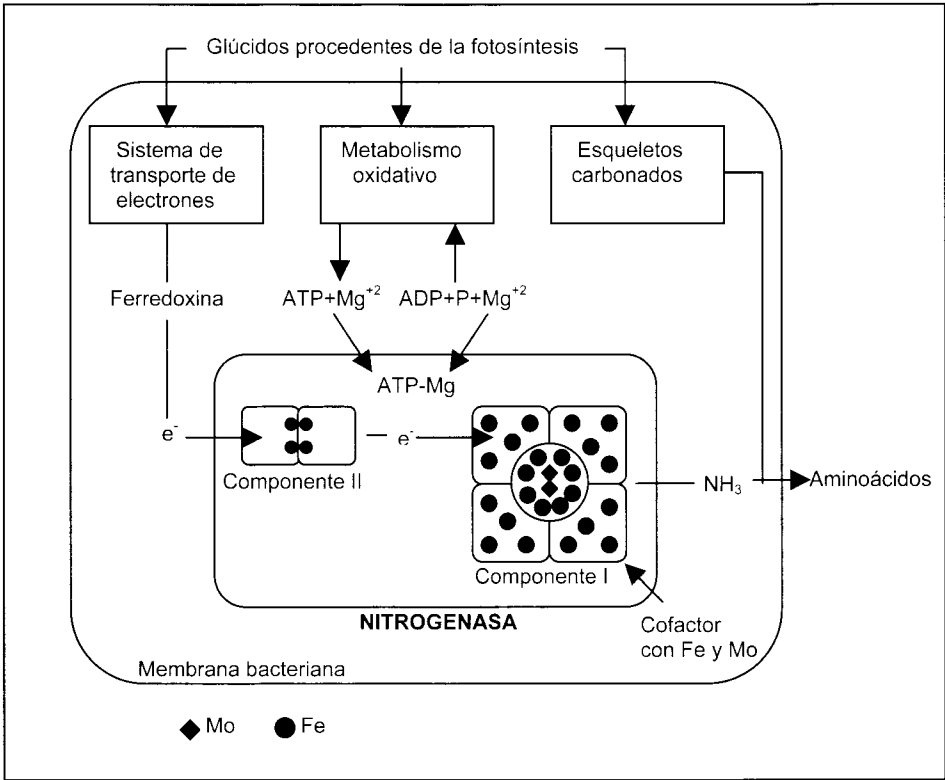 Glúcidos procedentes de la fotosíntesis
Sistema de
transporte de
electrones
Metabolismo
oxidativo
Esqueletos
carbonados
Ferredoxina
ATP+Mg⁺²
ADP+P+Mg⁺²
ATP-Mg
e⁻
e⁻
Componente II
NH₃
Aminoácidos
Componente I
NITROGENASA
Cofactor
con Fe y Mo
Membrana bacteriana
Mo
Fe